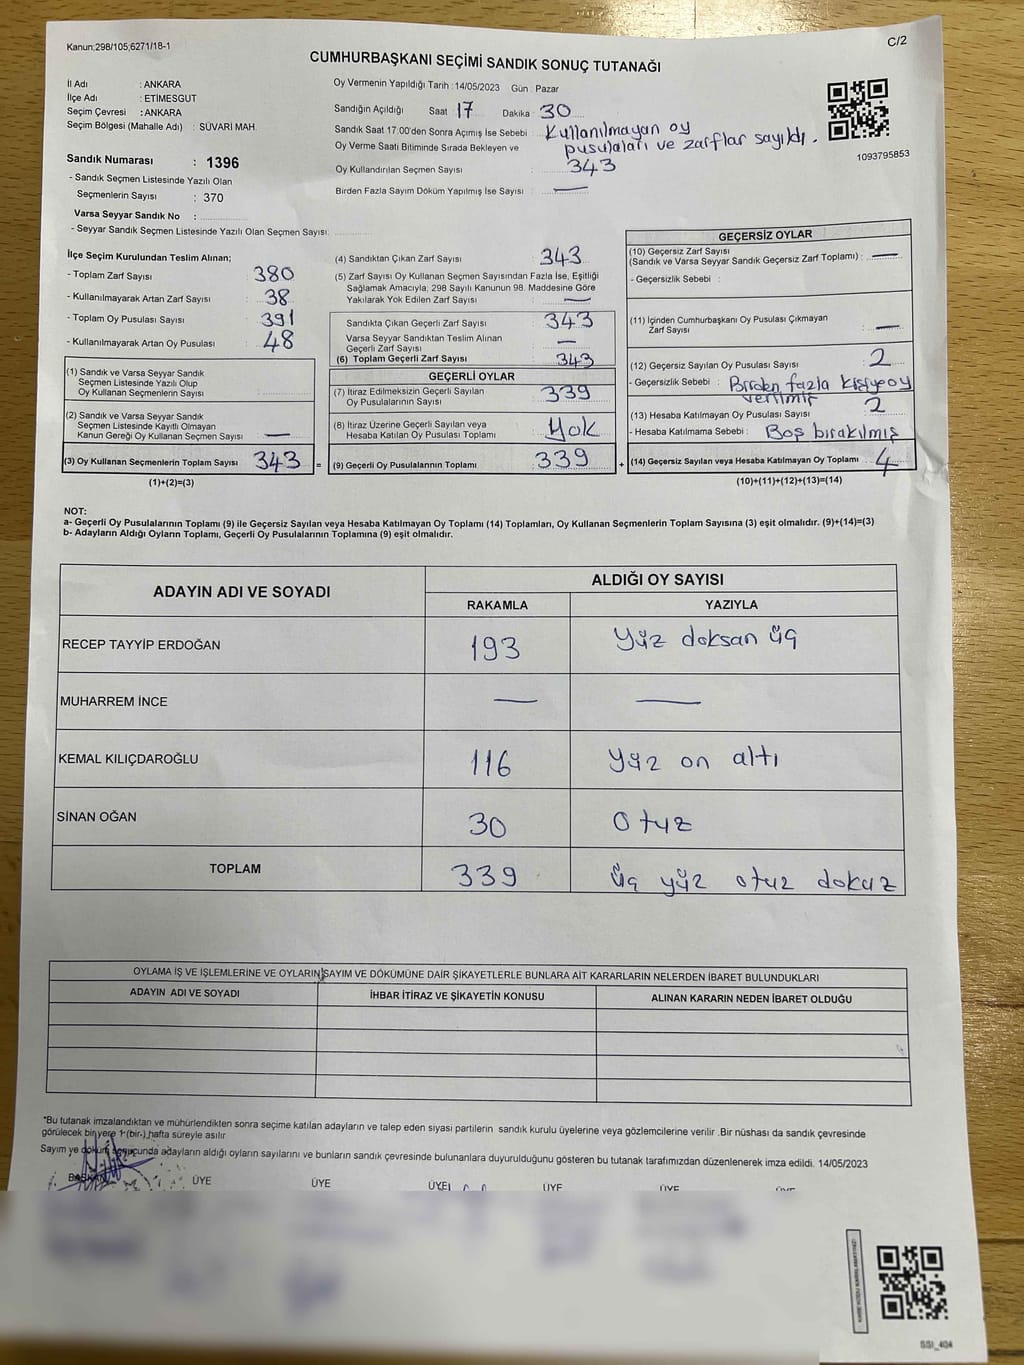 Kanun;298/105;6271/18-1
C/2
CUMHURBAŞKANI SEÇİMİ SANDIK SONUÇ TUTANAĞI
İl Adı : ANKARA
İlçe Adı : ETİMESGUT
Seçim Çevresi : ANKARA
Seçim Bölgesi (Mahalle Adı) : SÜVARİ MAH.
Sandık Numarası : 1396
- Sandık Seçmen Listesinde Yazılı Olan
Seçmenlerin Sayısı : 370
Varsa Seyyar Sandık No :
- Seyyar Sandık Seçmen Listesinde Yazılı Olan Seçmen Sayısı:
Oy Vermenin Yapıldığı Tarih : 14/05/2023 Gün : Pazar
Sandığın Açıldığı Saat 17 Dakika : 30
Sandık Saat 17:00'den Sonra Açımış İse Sebebi : Kullanılmayan oy
pusulaları ve zarflar sayıldı.
Oy Verme Saati Bitiminde Sırada Bekleyen ve
Oy Kullandırılan Seçmen Sayısı : 343
Birden Fazla Sayım Döküm Yapılmış İse Sayısı : —
1093795853
İlçe Seçim Kurulundan Teslim Alınan;
- Toplam Zarf Sayısı : 380
- Kullanılmayarak Artan Zarf Sayısı : 38
- Toplam Oy Pusulası Sayısı : 391
- Kullanılmayarak Artan Oy Pusulası : 48
(1) Sandık ve Varsa Seyyar Sandık
Seçmen Listesinde Yazılı Olup
Oy Kullanan Seçmenlerin Sayısı :
(2) Sandık ve Varsa Seyyar Sandık
Seçmen Listesinde Kayıtlı Olmayan
Kanun Gereği Oy Kullanan Seçmen Sayısı : —
(3) Oy Kullanan Seçmenlerin Toplam Sayısı 343 =
(1)+(2)=(3)
(4) Sandıktan Çıkan Zarf Sayısı : 343
(5) Zarf Sayısı Oy Kullanan Seçmen Sayısından Fazla İse, Eşitliği
Sağlamak Amacıyla; 298 Sayılı Kanunun 98. Maddesine Göre
Yakılarak Yok Edilen Zarf Sayısı : —
Sandıkta Çıkan Geçerli Zarf Sayısı : 343
Varsa Seyyar Sandıktan Teslim Alınan
Geçerli Zarf Sayısı : —
(6) Toplam Geçerli Zarf Sayısı : 343
GEÇERLİ OYLAR
(7) İtiraz Edilmeksizin Geçerli Sayılan
Oy Pusulalarının Sayısı : 339
(8) İtiraz Üzerine Geçerli Sayılan veya
Hesaba Katılan Oy Pusulası Toplamı : Yok
(9) Geçerli Oy Pusulalarının Toplamı : 339 +
GEÇERSİZ OYLAR
(10) Geçersiz Zarf Sayısı
(Sandık ve Varsa Seyyar Sandık Geçersiz Zarf Toplamı) : —
- Geçersizlik Sebebi :
(11) İçinden Cumhurbaşkanı Oy Pusulası Çıkmayan
Zarf Sayısı : —
(12) Geçersiz Sayılan Oy Pusulası Sayısı : 2
- Geçersizlik Sebebi : Birden fazla kişiye oy
verilmiş
(13) Hesaba Katılmayan Oy Pusulası Sayısı : 2
- Hesaba Katılmama Sebebi : Boş bırakılmış
(14) Geçersiz Sayılan veya Hesaba Katılmayan Oy Toplamı : 4
(10)+(11)+(12)+(13)=(14)
NOT:
a- Geçerli Oy Pusulalarının Toplamı (9) ile Geçersiz Sayılan veya Hesaba Katılmayan Oy Toplamı (14) Toplamları, Oy Kullanan Seçmenlerin Toplam Sayısına (3) eşit olmalıdır. (9)+(14)=(3)
b- Adayların Aldığı Oyların Toplamı, Geçerli Oy Pusulalarının Toplamına (9) eşit olmalıdır.
ADAYIN ADI VE SOYADI ALDIĞI OY SAYISI
RAKAMLA YAZIYLA
RECEP TAYYİP ERDOĞAN 193 Yüz doksan üç
MUHARREM İNCE — —
KEMAL KILIÇDAROĞLU 116 Yüz on altı
SİNAN OĞAN 30 Otuz
TOPLAM 339 üç yüz otuz dokuz
OYLAMA İŞ VE İŞLEMLERİNE VE OYLARIN SAYIM VE DÖKÜMÜNE DAİR ŞİKAYETLERLE BUNLARA AİT KARARLARIN NELERDEN İBARET BULUNDUKLARI
ADAYIN ADI VE SOYADI İHBAR İTİRAZ VE ŞİKAYETİN KONUSU ALINAN KARARIN NEDEN İBARET OLDUĞU
*Bu tutanak imzalandıktan ve mühürlendikten sonra seçime katılan adayların ve talep eden siyasi partilerin sandık kurulu üyelerine veya gözlemcilerine verilir .Bir nüshası da sandık çevresinde
görülecek bir yere 1-(bir-) hafta süreyle asılır
Sayım ve döküm sonucunda adayların aldığı oyların sayılarını ve bunların sandık çevresinde bulunanlara duyurulduğunu gösteren bu tutanak tarafımızdan düzenlenerek imza edildi. 14/05/2023
BAŞKAN ÜYE ÜYE ÜYE ÜYE ÜYE ÜYE
SSI_404